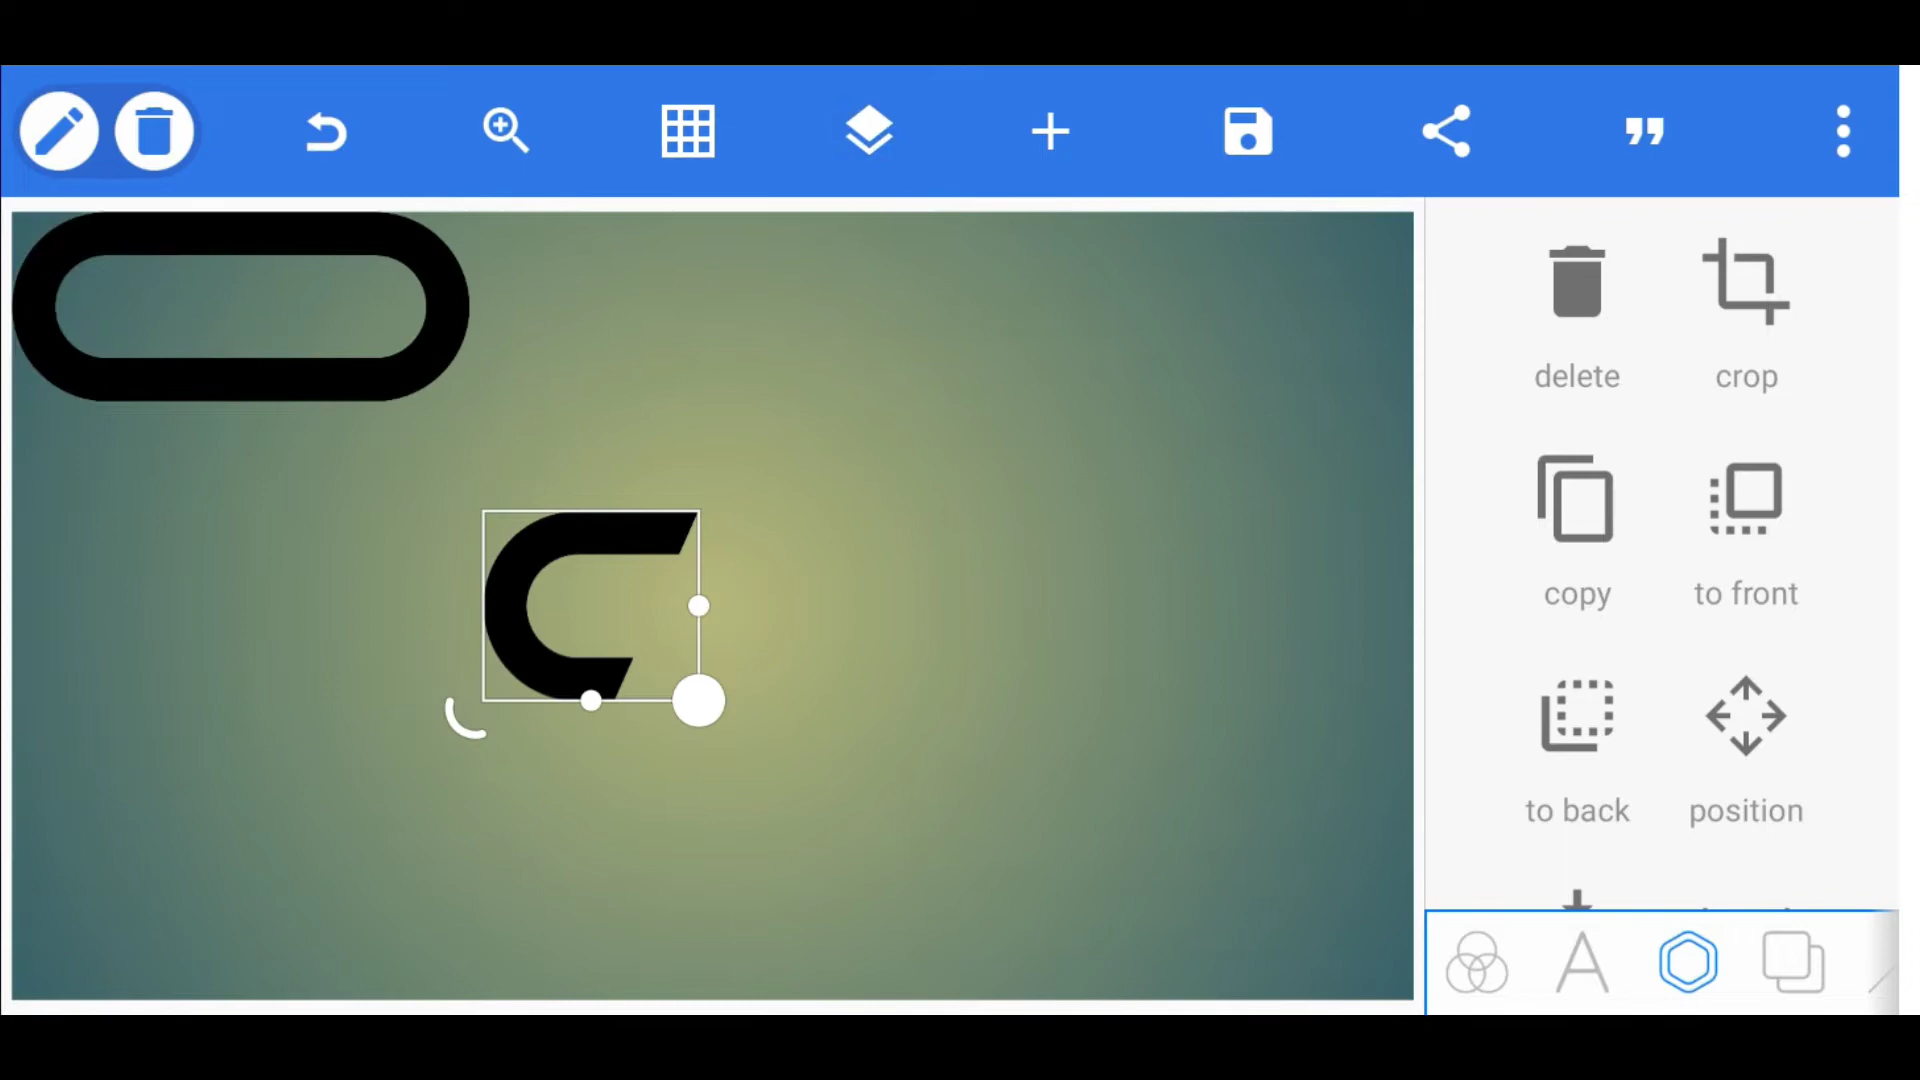 delete
crop
copy
to front
to back
position